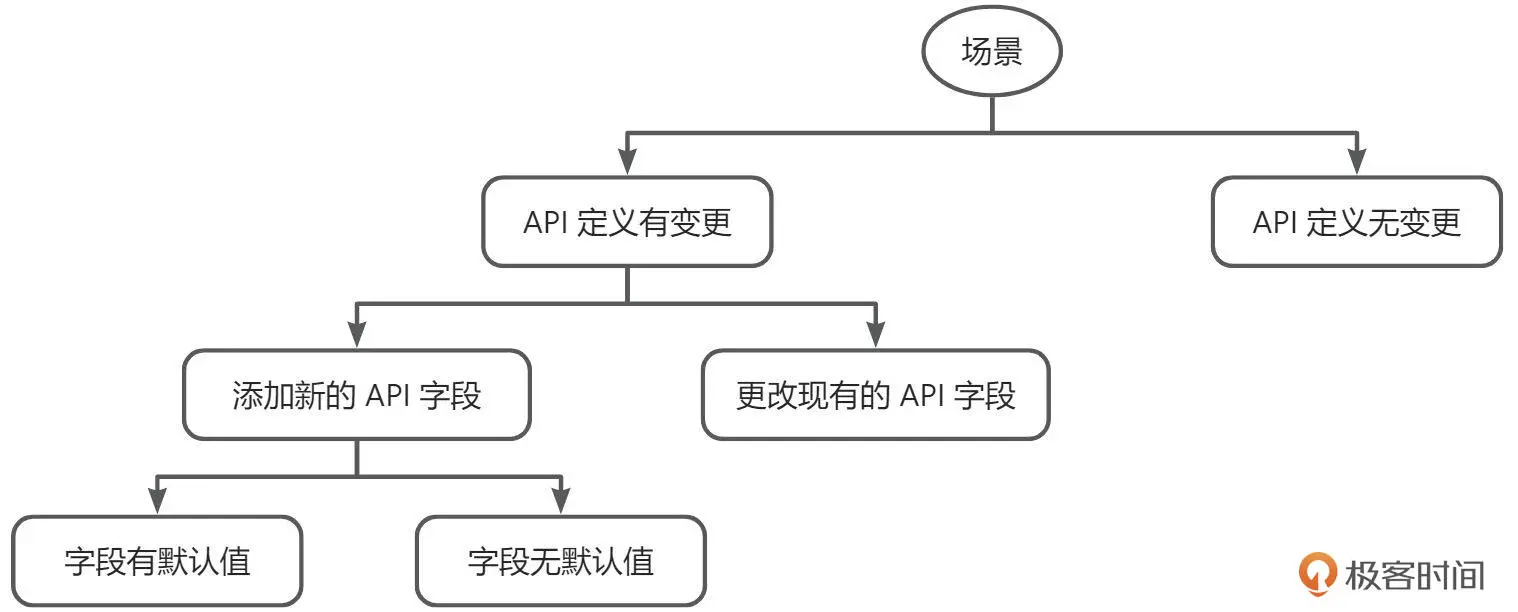 场景
API 定义有变更
API 定义无变更
添加新的 API 字段
更改现有的 API 字段
字段有默认值
字段无默认值
极客时间